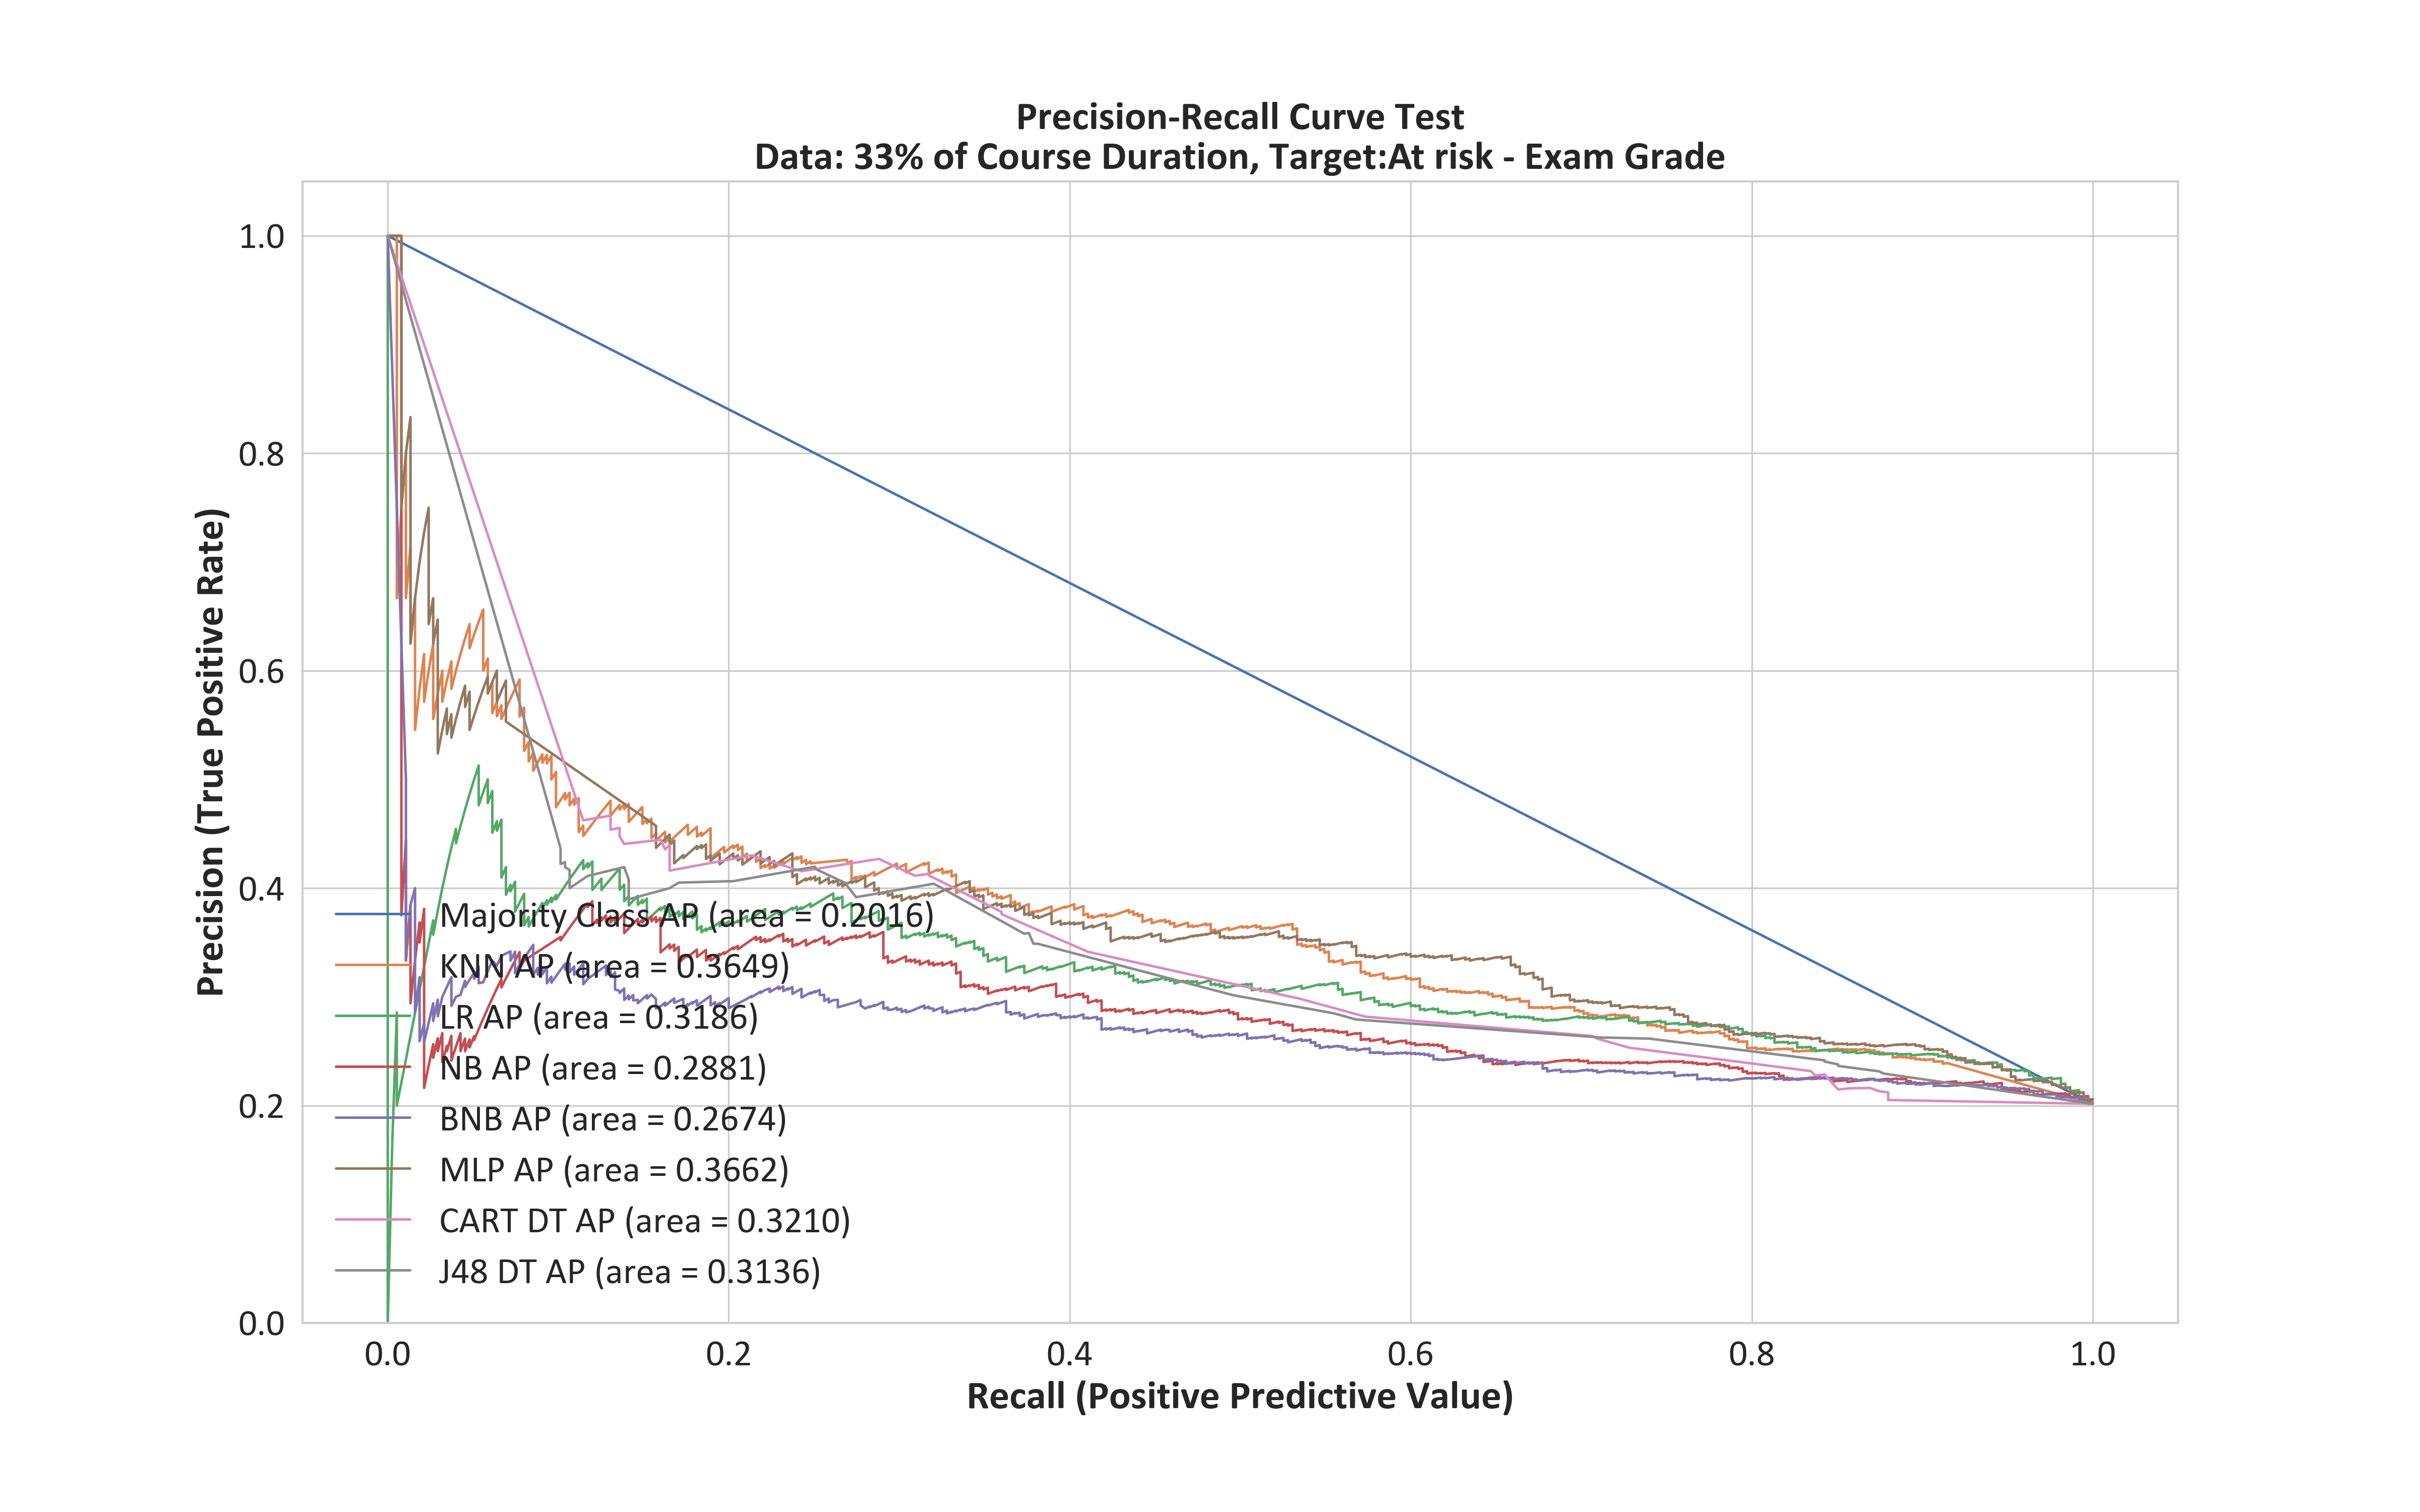 Precision-Recall Curve Test
Data: 33% of Course Duration, Target:At risk - Exam Grade
Precision (True Positive Rate)
1.0
0.8
0.6
0.4
0.2
0.0
Majority Class AP (area = 0.2016)
KNN AP (area = 0.3649)
LR AP (area = 0.3186)
NB AP (area = 0.2881)
BNB AP (area = 0.2674)
MLP AP (area = 0.3662)
CART DT AP (area = 0.3210)
J48 DT AP (area = 0.3136)
0.0 0.2 0.4 0.6 0.8 1.0
Recall (Positive Predictive Value)